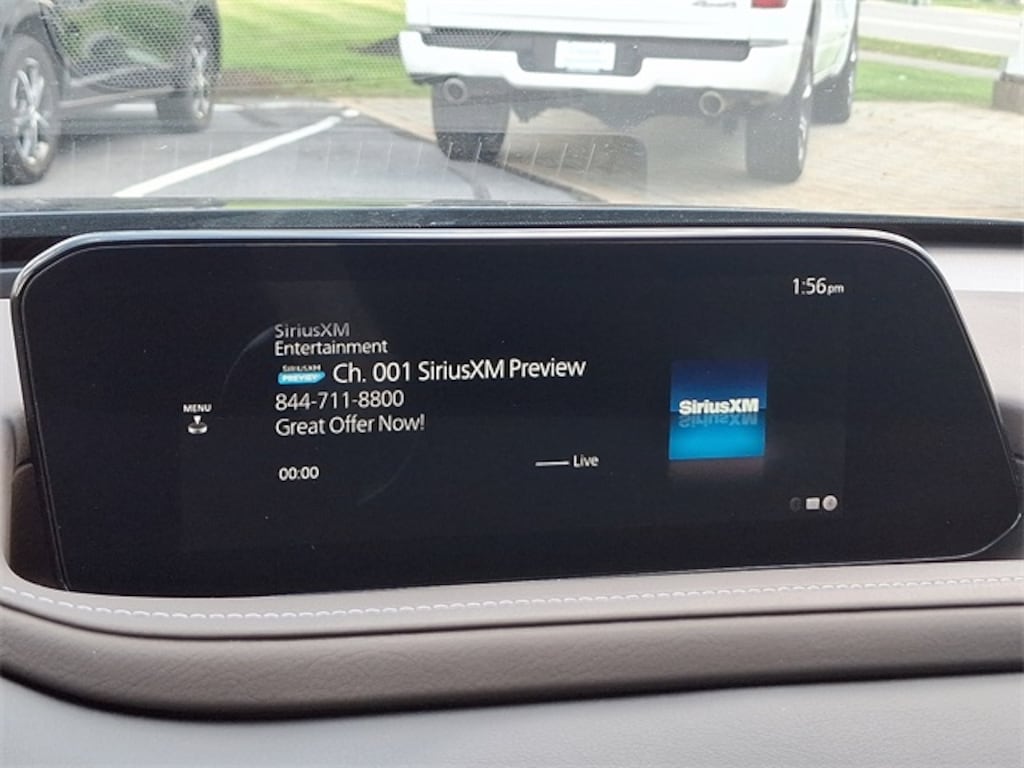 1:56pm
SiriusXM
Entertainment
SIRIUSXM
PREVIEW
Ch. 001 SiriusXM Preview
844-711-8800
Great Offer Now!
MENU
SiriusXM
00:00
Live